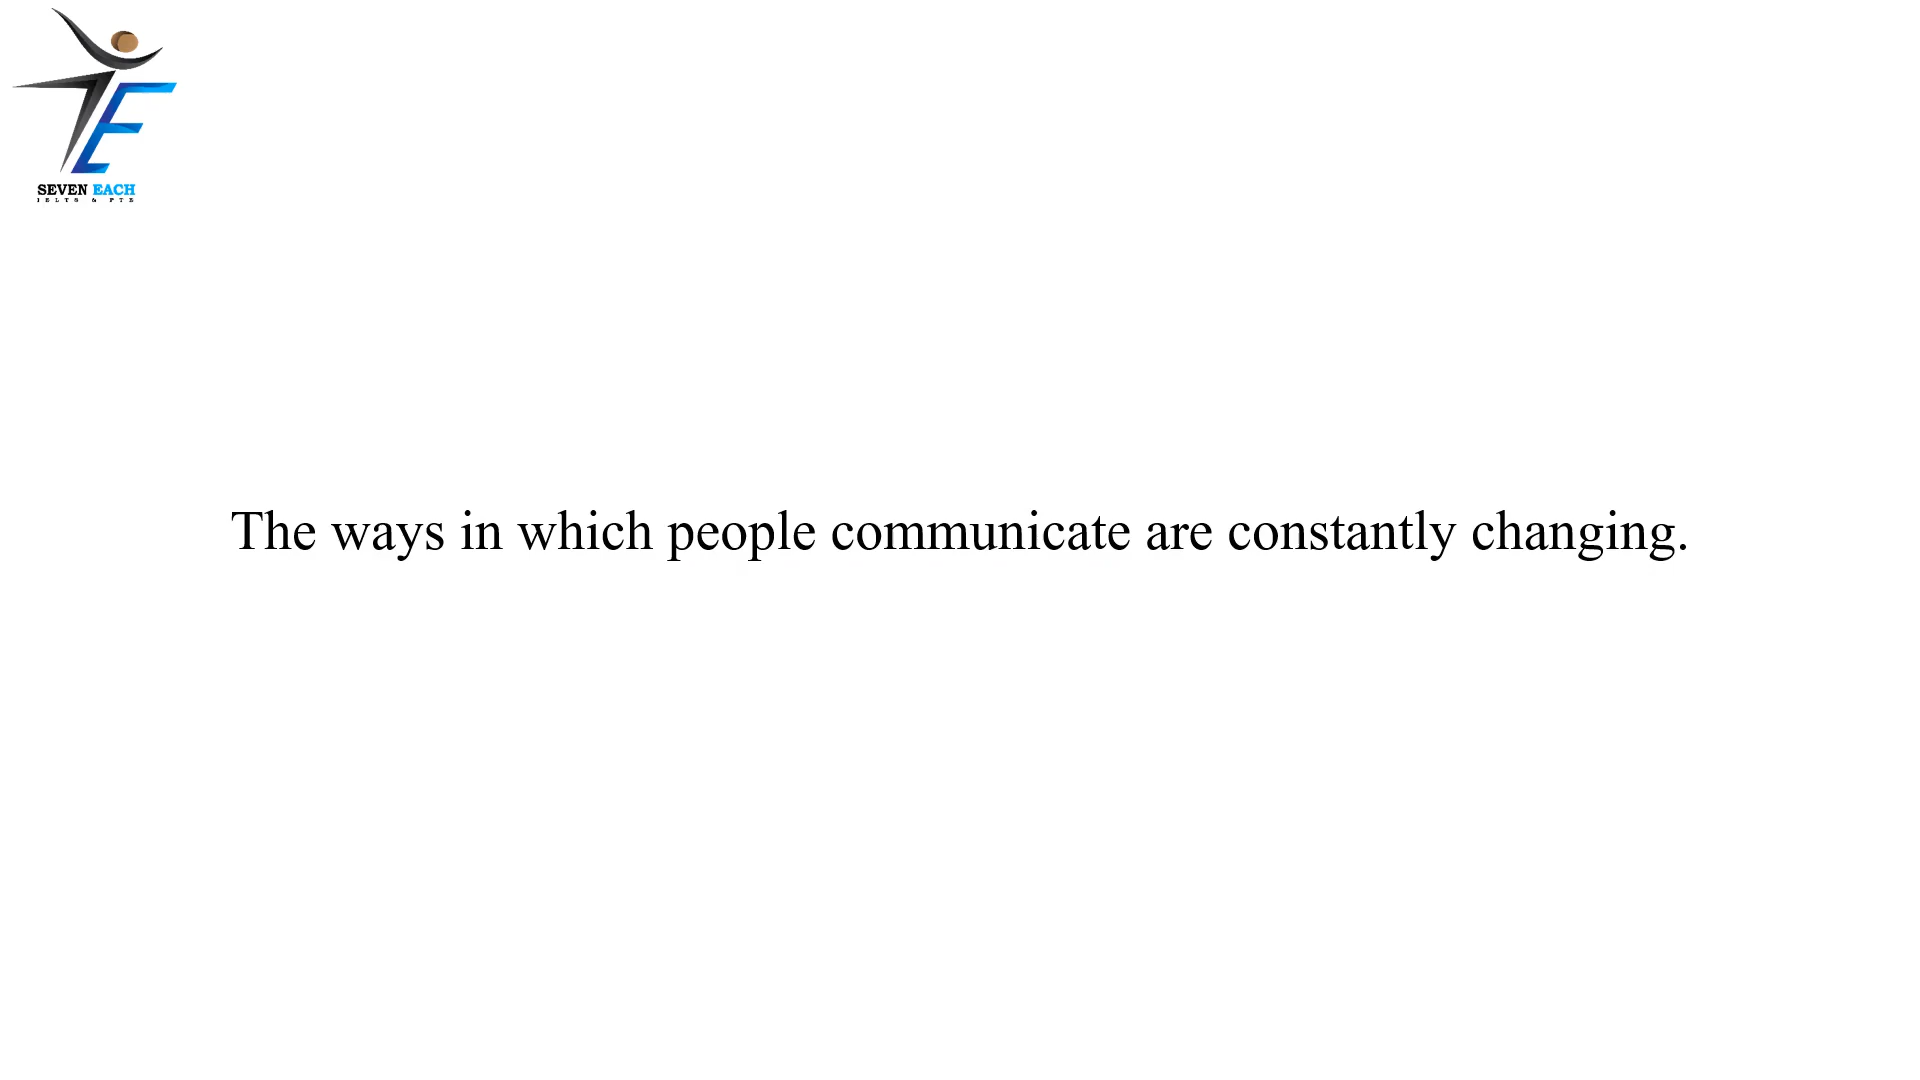 SEVEN EACH
IELTS & PTE
The ways in which people communicate are constantly changing.